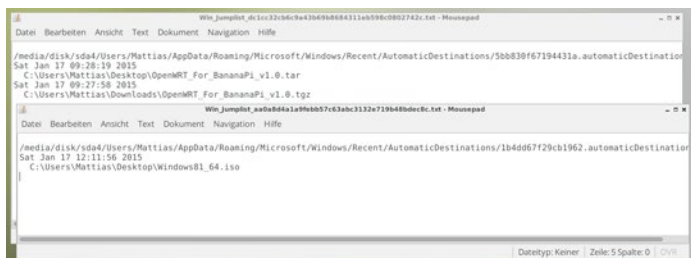 Win_Jumplist_dc1cc32cb6c9a43b69b8684311eb598c0802742c.txt - Mousepad
Datei Bearbeiten Ansicht Text Dokument Navigation Hilfe
/media/disk/sda4/Users/Mattias/AppData/Roaming/Microsoft/Windows/Recent/AutomaticDestinations/5bb830f67194431a.automaticDestination
Sat Jan 17 09:28:19 2015
C:\Users\Mattias\Desktop\OpenWRT_For_BananaPi_v1.0.tar
Sat Jan 17 09:27:58 2015
C:\Users\Mattias\Downloads\OpenWRT_For_BananaPi_v1.0.tgz
Win_Jumplist_aa0a8d4a1a9febb57c63abc3132e719b48bdec8c.txt - Mousepad
Datei Bearbeiten Ansicht Text Dokument Navigation Hilfe
/media/disk/sda4/Users/Mattias/AppData/Roaming/Microsoft/Windows/Recent/AutomaticDestinations/1b4dd67f29cb1962.automaticDestination
Sat Jan 17 12:11:56 2015
C:\Users\Mattias\Desktop\Windows81_64.iso
Dateityp: Keiner Zeile: 5 Spalte: 0 OVR